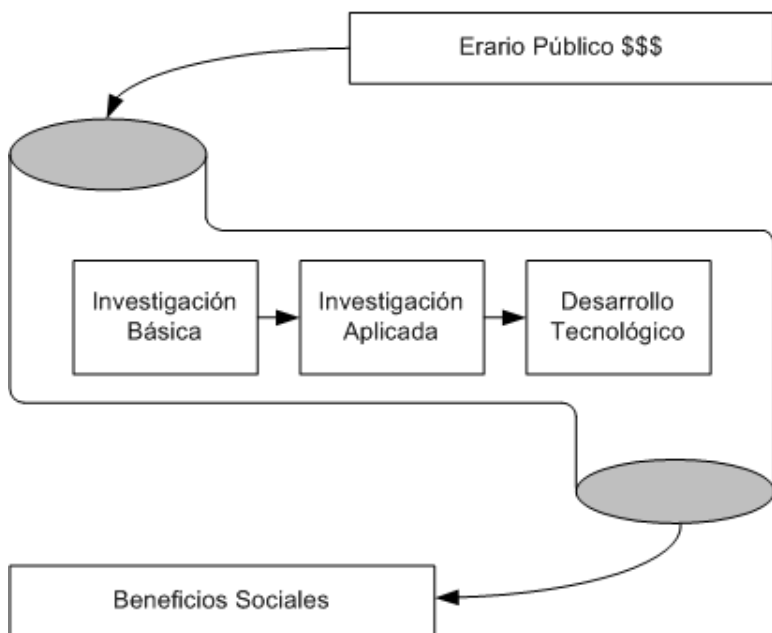 Erario Público $$$
Investigación
Básica
Investigación
Aplicada
Desarrollo
Tecnológico
Beneficios Sociales